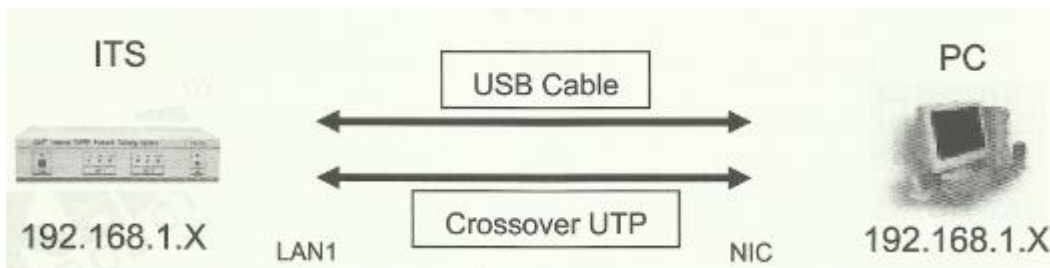 ITS
USB Cable
PC
192.168.1.X
LAN1
Crossover UTP
NIC
192.168.1.X